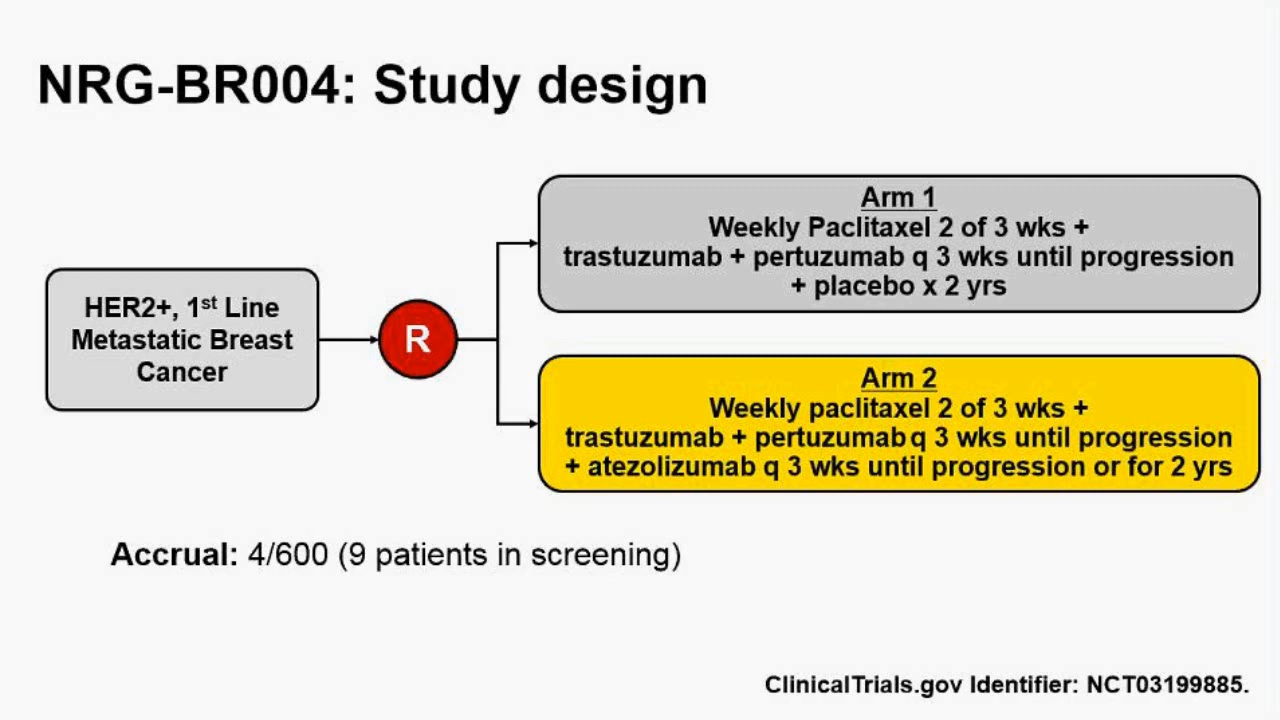 NRG-BR004: Study design
HER2+, 1st Line
Metastatic Breast
Cancer
R
Arm 1
Weekly Paclitaxel 2 of 3 wks +
trastuzumab + pertuzumab q 3 wks until progression
+ placebo x 2 yrs
Arm 2
Weekly paclitaxel 2 of 3 wks +
trastuzumab + pertuzumab q 3 wks until progression
+ atezolizumab q 3 wks until progression or for 2 yrs
Accrual: 4/600 (9 patients in screening)
ClinicalTrials.gov Identifier: NCT03199885.